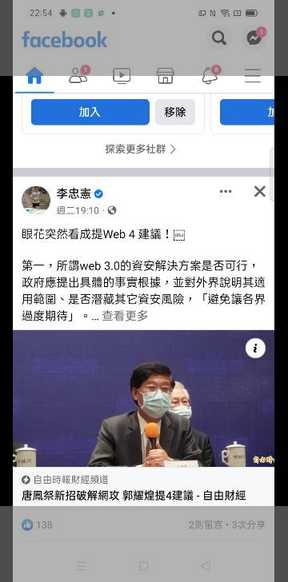 22:54
facebook
加入
移除
探索更多社群 >
李忠憲
週二19:10
眼花突然看成提Web 4 建議！
第一，所謂web 3.0的資安解決方案是否可行，
政府應提出具體的事實根據，並對外界說明其適
用範圍、是否潛藏其它資安風險，「避免讓各界
過度期待」。... 查看更多
自由時報財經頻道
唐鳳祭新招破解網攻 郭耀煌提4建議 - 自由財經
138
2則留言・3次分享